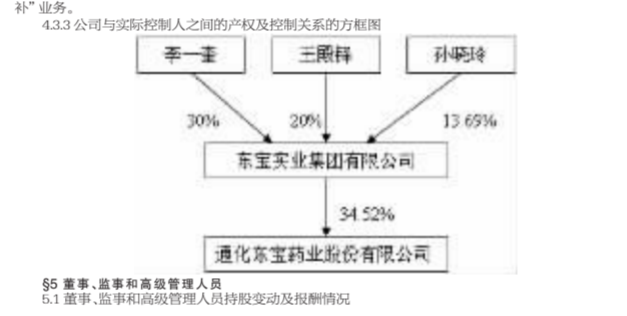 补”业务。
4.3.3 公司与实际控制人之间的产权及控制关系的方框图
李一奎 王殿铎 孙晓玲
30% 20% 13.69%
东宝实业集团有限公司
34.52%
通化东宝药业股份有限公司
§5 董事、监事和高级管理人员
5.1 董事、监事和高级管理人员持股变动及报酬情况